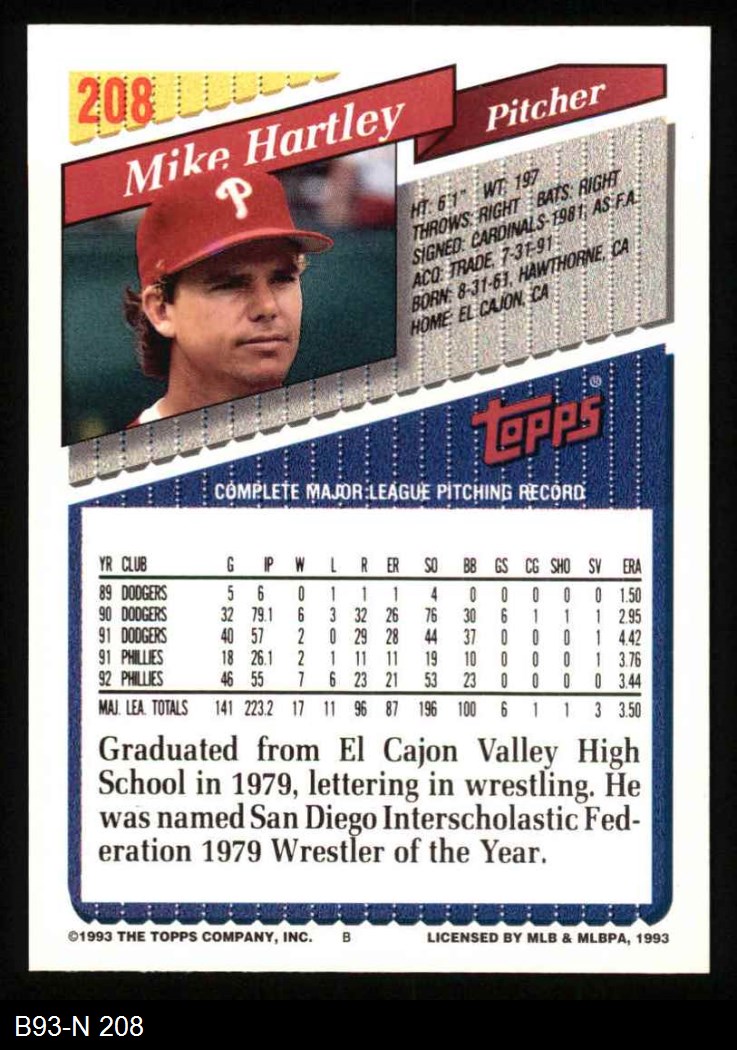 208
Mike Hartley
Pitcher
HT: 6'1" WT: 197
THROWS: RIGHT BATS: RIGHT
SIGNED: CARDINALS-1981, AS F.A.
ACQ: TRADE, 7-31-91
BORN: 8-31-61, HAWTHORNE, CA
HOME: EL CAJON, CA
P
topps®
COMPLETE MAJOR LEAGUE PITCHING RECORD
YR CLUB G IP W L R ER SO BB GS CG SHO SV ERA
89 DODGERS 5 6 0 1 1 1 4 0 0 0 0 0 1.50
90 DODGERS 32 79.1 6 3 32 26 76 30 6 1 1 1 2.95
91 DODGERS 40 57 2 0 29 28 44 37 0 0 0 1 4.42
91 PHILLIES 18 26.1 2 1 11 11 19 10 0 0 0 1 3.76
92 PHILLIES 46 55 7 6 23 21 53 23 0 0 0 0 3.44
MAJ. LEA. TOTALS 141 223.2 17 11 96 87 196 100 6 1 1 3 3.50
Graduated from El Cajon Valley High
School in 1979, lettering in wrestling. He
was named San Diego Interscholastic Fed-
eration 1979 Wrestler of the Year.
©1993 THE TOPPS COMPANY, INC. B LICENSED BY MLB & MLBPA, 1993
B93-N 208